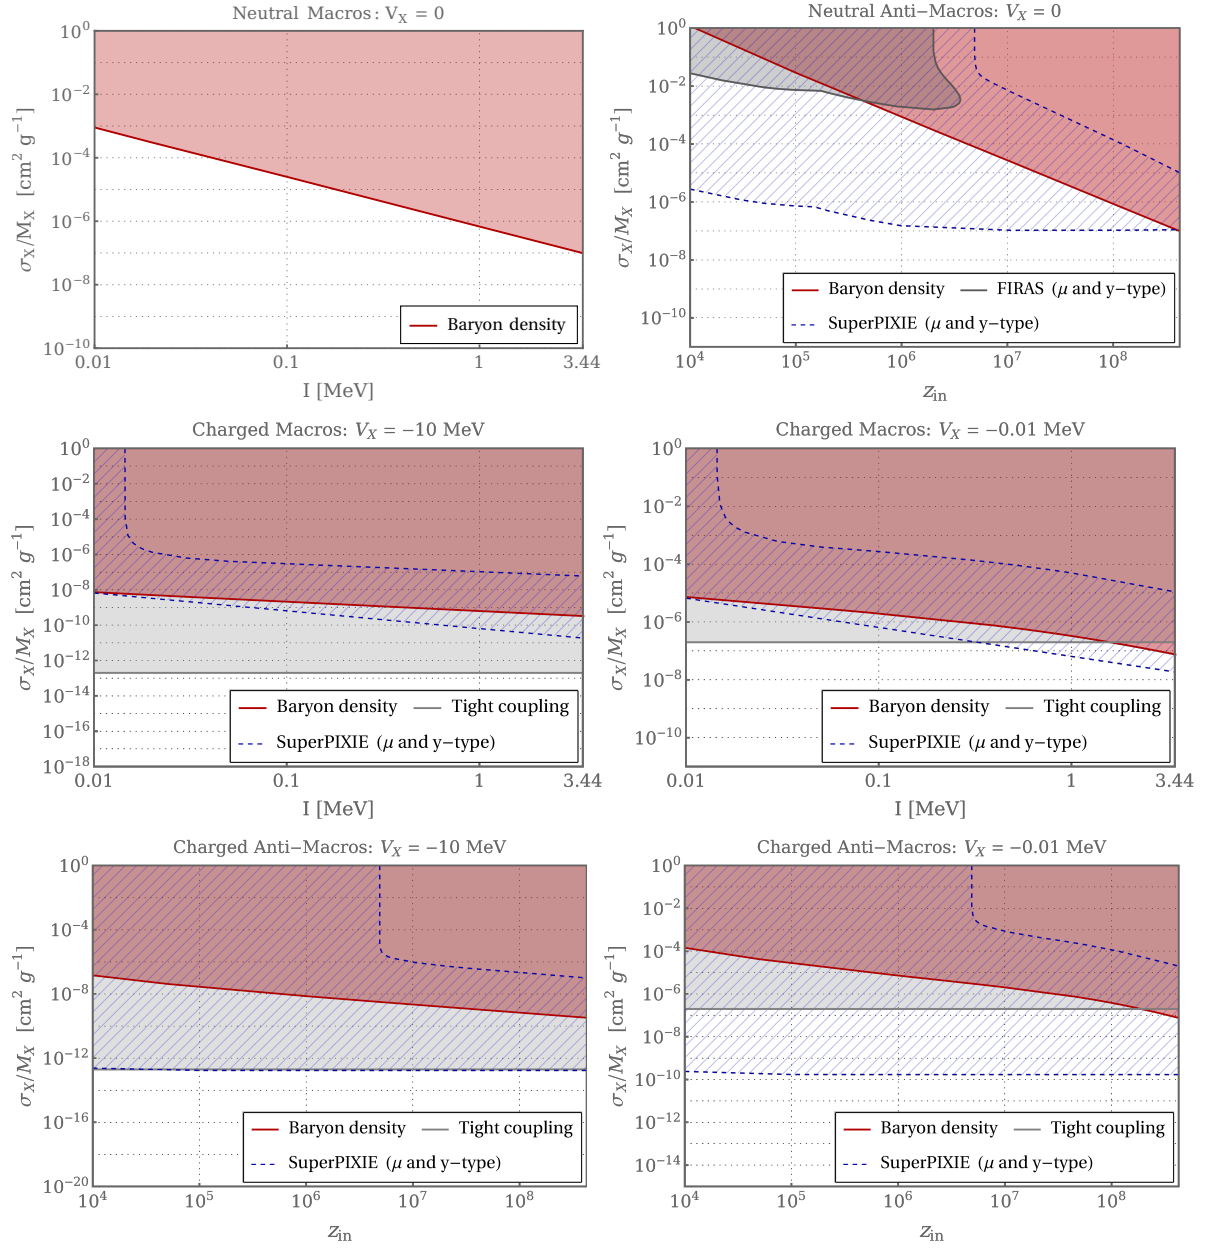 Neutral Macros: V_X = 0
10^0
10^−2
10^−4
10^−6
10^−8
10^−10
σ_X/M_X [cm^2 g^−1]
Baryon density
0.01
0.1
1
3.44
I [MeV]
Neutral Anti−Macros: V_X = 0
10^0
10^−2
10^−4
10^−6
10^−8
10^−10
σ_X/M_X [cm^2 g^−1]
Baryon density
FIRAS (μ and y−type)
SuperPIXIE (μ and y−type)
10^4
10^5
10^6
10^7
10^8
z_in
Charged Macros: V_X = −10 MeV
10^0
10^−2
10^−4
10^−6
10^−8
10^−10
10^−12
10^−14
10^−16
10^−18
σ_X/M_X [cm^2 g^−1]
Baryon density
Tight coupling
SuperPIXIE (μ and y−type)
0.01
0.1
1
3.44
I [MeV]
Charged Macros: V_X = −0.01 MeV
10^0
10^−2
10^−4
10^−6
10^−8
10^−10
σ_X/M_X [cm^2 g^−1]
Baryon density
Tight coupling
SuperPIXIE (μ and y−type)
0.01
0.1
1
3.44
I [MeV]
Charged Anti−Macros: V_X = −10 MeV
10^0
10^−4
10^−8
10^−12
10^−16
10^−20
σ_X/M_X [cm^2 g^−1]
Baryon density
Tight coupling
SuperPIXIE (μ and y−type)
10^4
10^5
10^6
10^7
10^8
z_in
Charged Anti−Macros: V_X = −0.01 MeV
10^0
10^−2
10^−4
10^−6
10^−8
10^−10
10^−12
10^−14
σ_X/M_X [cm^2 g^−1]
Baryon density
Tight coupling
SuperPIXIE (μ and y−type)
10^4
10^5
10^6
10^7
10^8
z_in